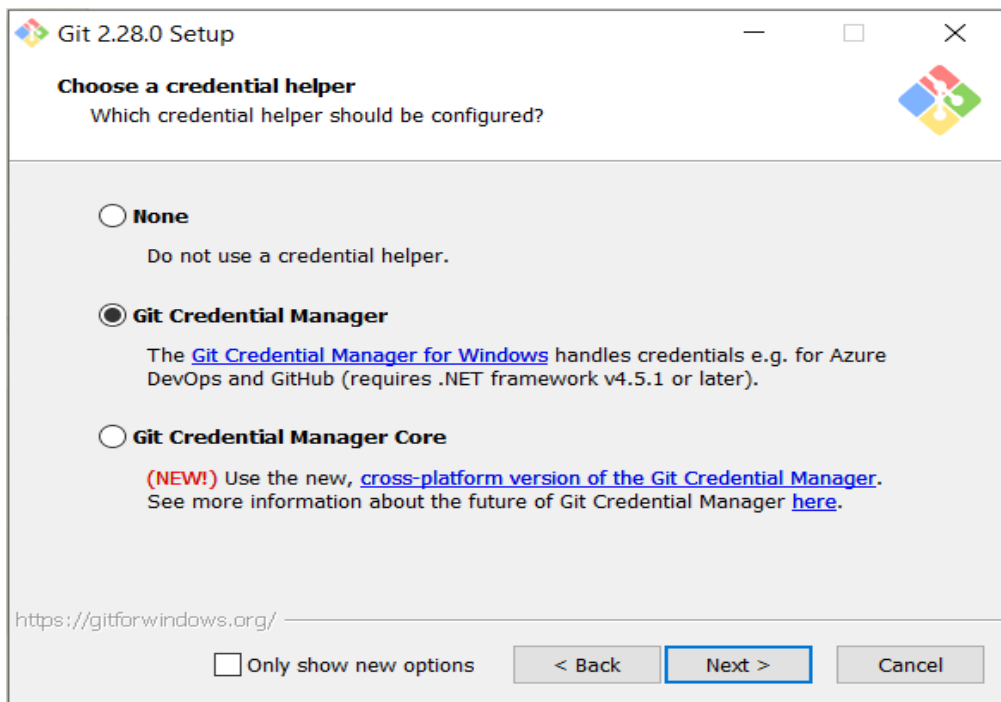 Git 2.28.0 Setup
Choose a credential helper
Which credential helper should be configured?
None
Do not use a credential helper.
Git Credential Manager
The Git Credential Manager for Windows handles credentials e.g. for Azure
DevOps and GitHub (requires .NET framework v4.5.1 or later).
Git Credential Manager Core
(NEW!) Use the new, cross-platform version of the Git Credential Manager.
See more information about the future of Git Credential Manager here.
https://gitforwindows.org/
Only show new options < Back Next > Cancel